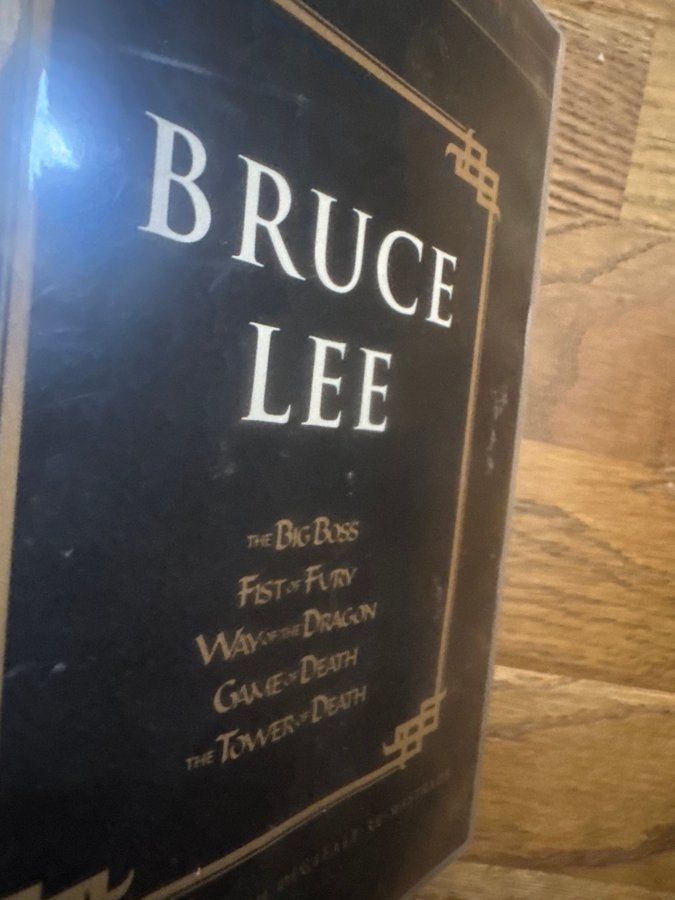 BRUCE
LEE
THE BIG BOSS
FIST OF FURY
WAY OF THE DRAGON
GAME OF DEATH
THE TOWER OF DEATH